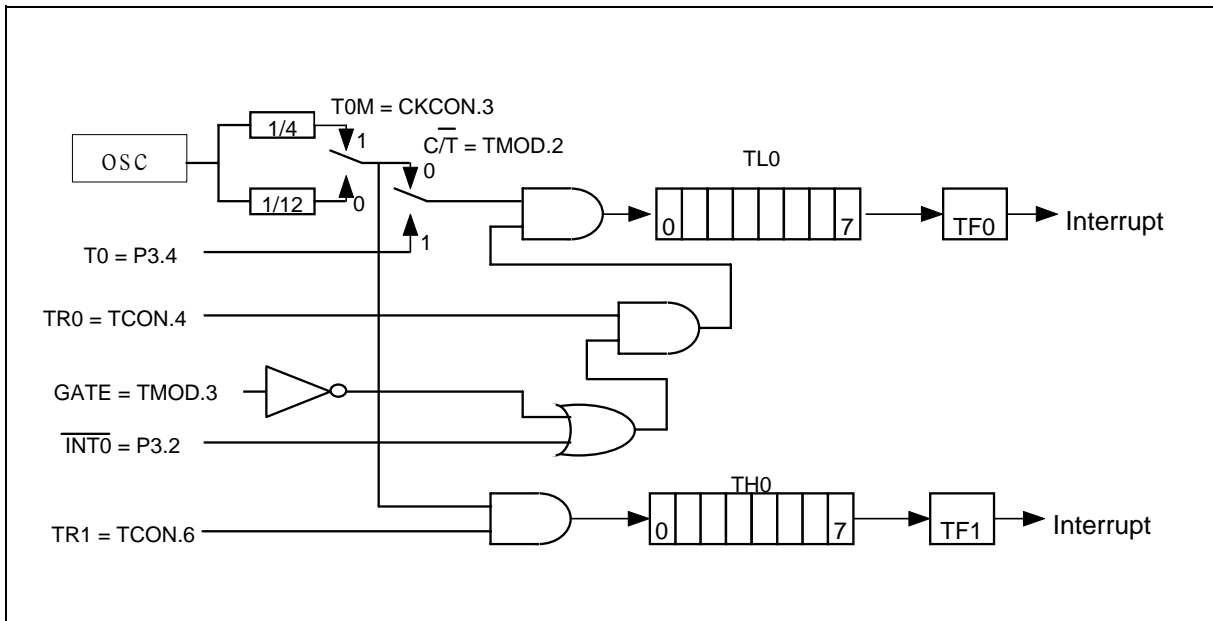 T0M = CKCON.3
1/4
1
C/T̅ = TMOD.2
OSC
0
TL0
1/12
0
0
7
TF0
Interrupt
T0 = P3.4
1
TR0 = TCON.4
GATE = TMOD.3
I̅N̅T̅0̅ = P3.2
TH0
0
7
TF1
Interrupt
TR1 = TCON.6